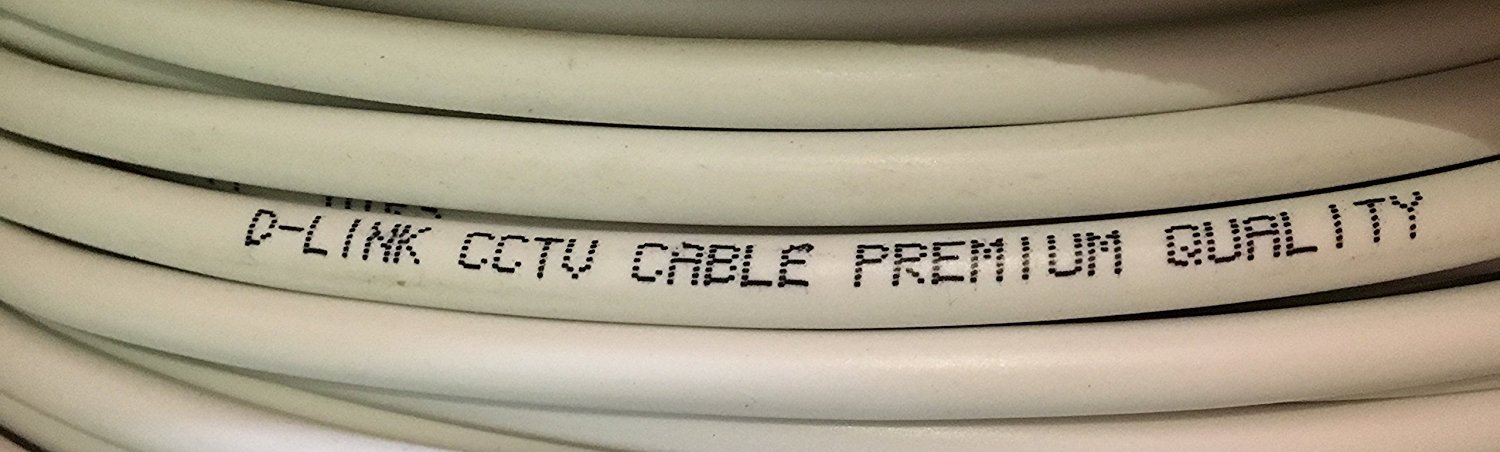 D-LINK CCTV CABLE PREMIUM QUALITY